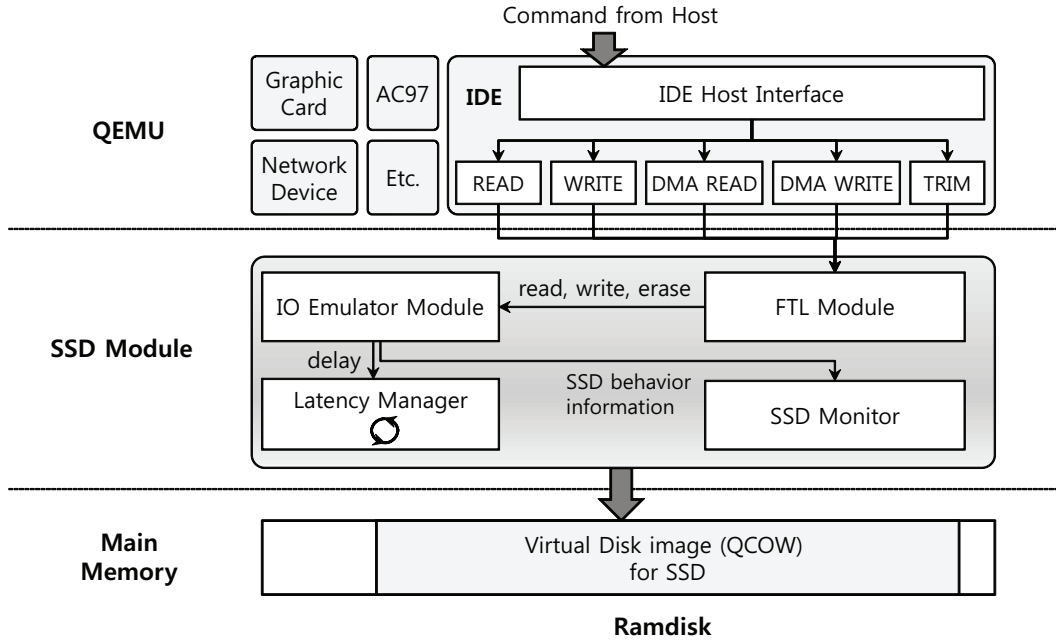 Command from Host
QEMU
Graphic
Card
AC97
Network
Device
Etc.
IDE
IDE Host Interface
READ
WRITE
DMA READ
DMA WRITE
TRIM
SSD Module
IO Emulator Module
read, write, erase
FTL Module
delay
Latency Manager
SSD behavior
information
SSD Monitor
Main
Memory
Virtual Disk image (QCOW)
for SSD
Ramdisk